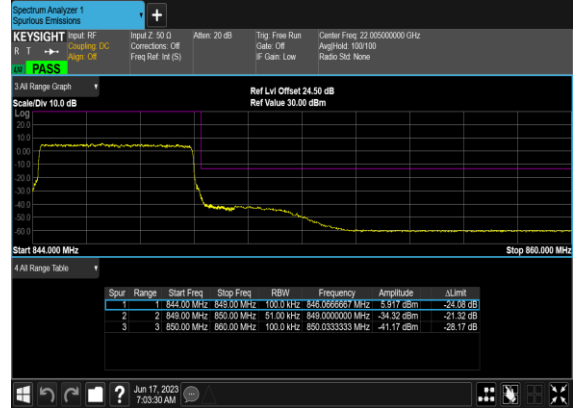 Spectrum Analyzer 1
Spurious Emissions
+
KEYSIGHT Input: RF Input Z: 50 Ω Atten: 20 dB Trig: Free Run Center Freq: 22.005000000 GHz
R T Coupling: DC Corrections: Off Gate: Off Avg|Hold: 100/100
Align: Off Freq Ref: Int (S) IF Gain: Low Radio Std: None
PASS
3 All Range Graph
Ref Lvl Offset 24.50 dB
Scale/Div 10.0 dB Ref Value 30.00 dBm
Log
20.0
10.0
0.00
-10.0
-20.0
-30.0
-40.0
-50.0
-60.0
Start 844.000 MHz Stop 860.000 MHz
4 All Range Table
Spur Range Start Freq Stop Freq RBW Frequency Amplitude ΔLimit
1 1 844.00 MHz 849.00 MHz 100.0 kHz 846.0666667 MHz 5.917 dBm -24.08 dB
2 2 849.00 MHz 850.00 MHz 51.00 kHz 849.0000000 MHz -34.32 dBm -21.32 dB
3 3 850.00 MHz 860.00 MHz 100.0 kHz 850.0333333 MHz -41.17 dBm -28.17 dB
? Jun 17, 2023
7:03:30 AM